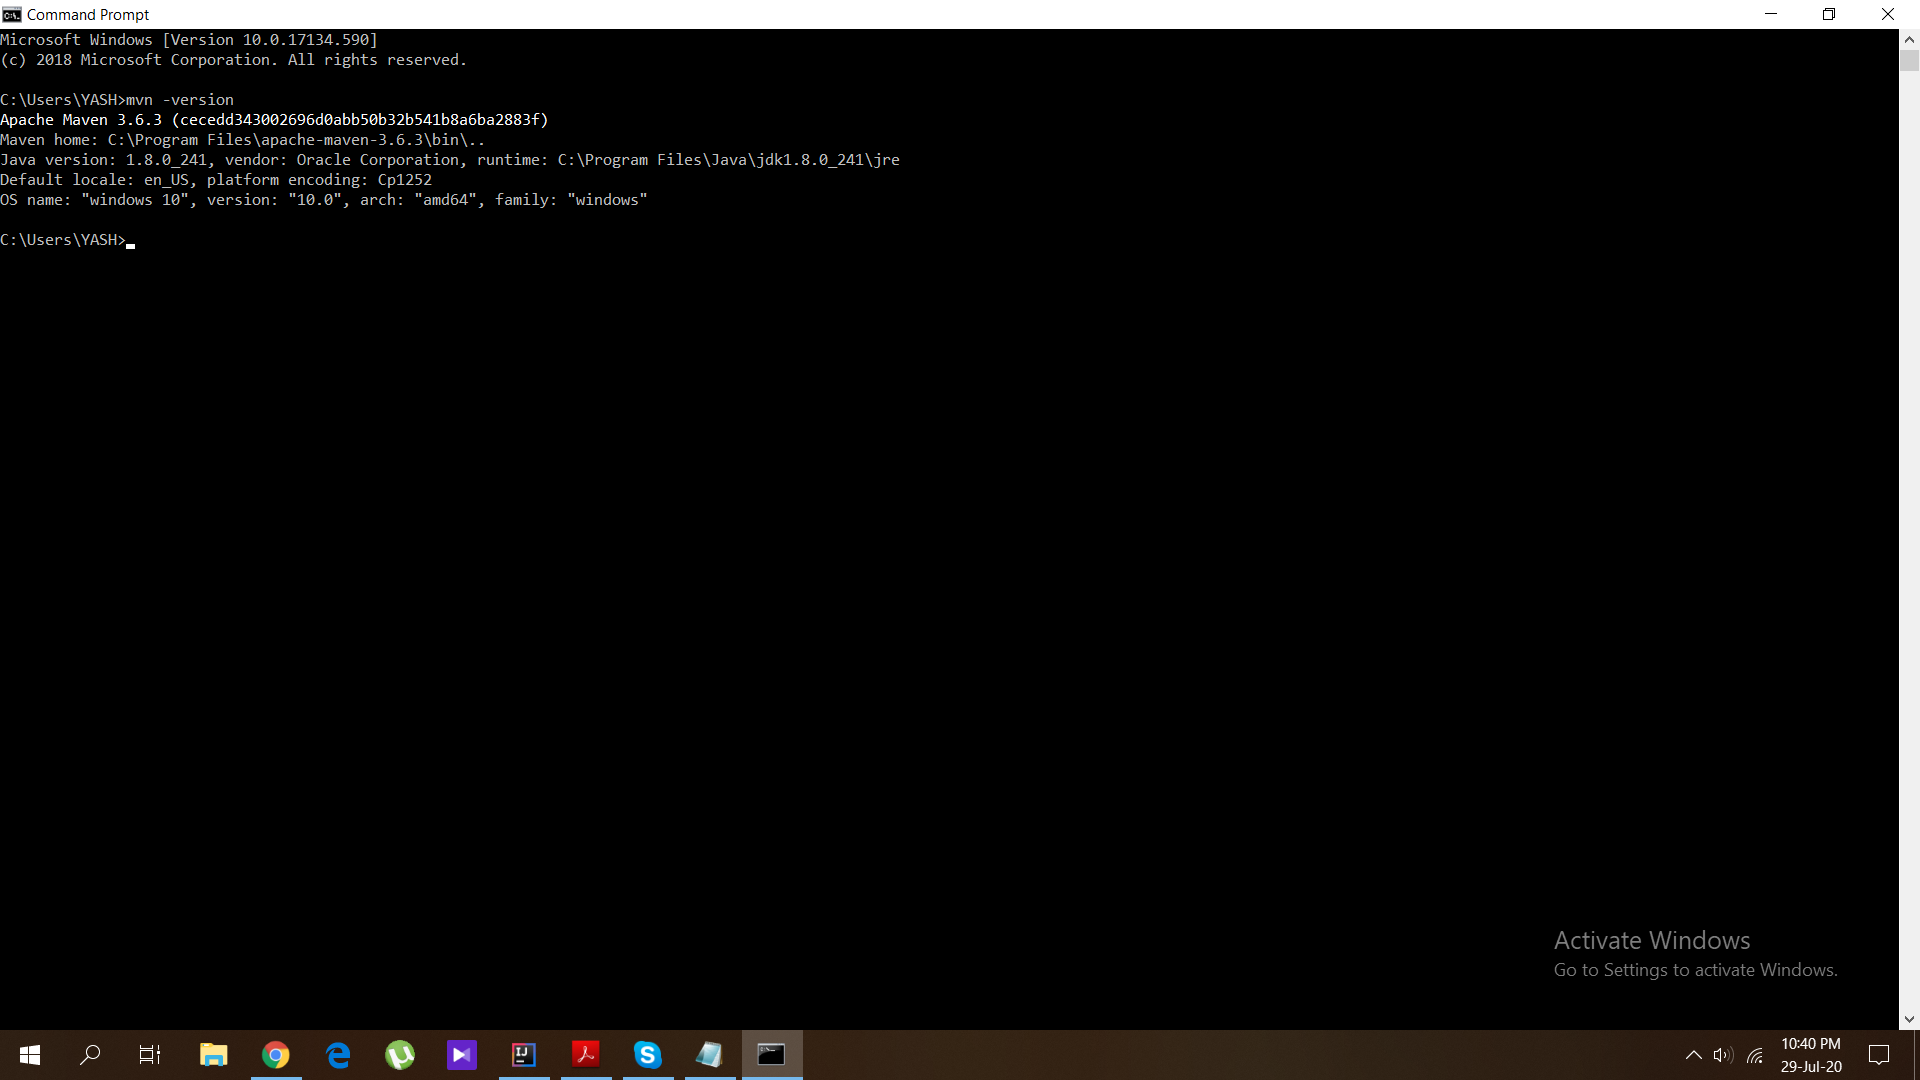 Command Prompt
Microsoft Windows [Version 10.0.17134.590]
(c) 2018 Microsoft Corporation. All rights reserved.
C:\Users\YASH>mvn -version
Apache Maven 3.6.3 (cecedd343002696d0abb50b32b541b8a6ba2883f)
Maven home: C:\Program Files\apache-maven-3.6.3\bin\..
Java version: 1.8.0_241, vendor: Oracle Corporation, runtime: C:\Program Files\Java\jdk1.8.0_241\jre
Default locale: en_US, platform encoding: Cp1252
OS name: "windows 10", version: "10.0", arch: "amd64", family: "windows"
C:\Users\YASH>
Activate Windows
Go to Settings to activate Windows.
10:40 PM
29-Jul-20